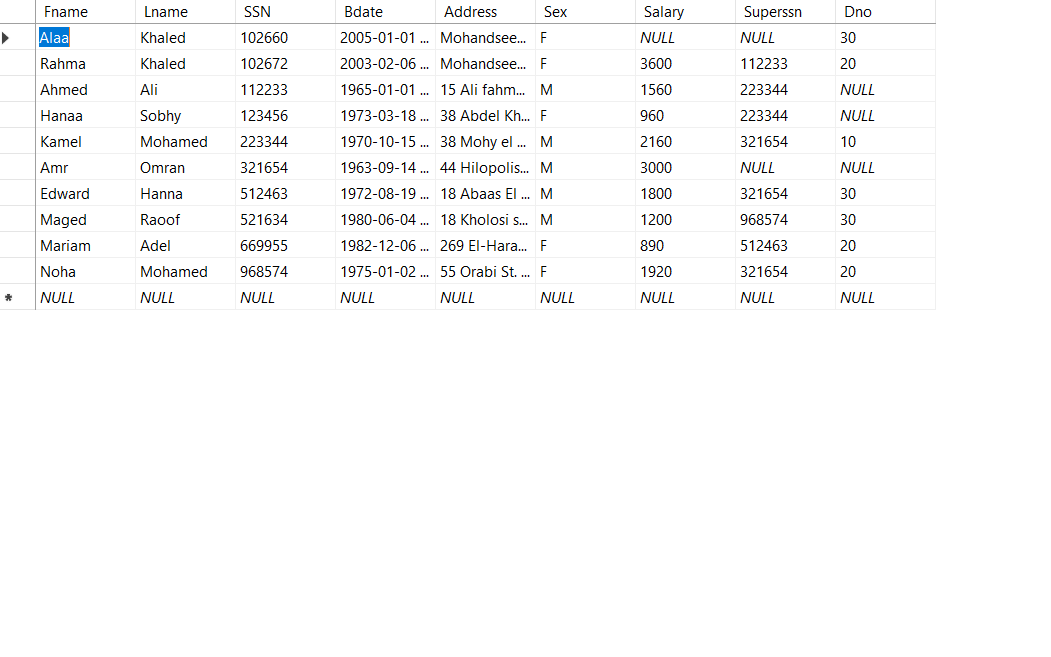 Fname Lname SSN Bdate Address Sex Salary Superssn Dno
Alaa Khaled 102660 2005-01-01 ... Mohandsee... F NULL NULL 30
Rahma Khaled 102672 2003-02-06 ... Mohandsee... F 3600 112233 20
Ahmed Ali 112233 1965-01-01 ... 15 Ali fahm... M 1560 223344 NULL
Hanaa Sobhy 123456 1973-03-18 ... 38 Abdel Kh... F 960 223344 NULL
Kamel Mohamed 223344 1970-10-15 ... 38 Mohy el ... M 2160 321654 10
Amr Omran 321654 1963-09-14 ... 44 Hilopolis... M 3000 NULL NULL
Edward Hanna 512463 1972-08-19 ... 18 Abaas El ... M 1800 321654 30
Maged Raoof 521634 1980-06-04 ... 18 Kholosi s... M 1200 968574 30
Mariam Adel 669955 1982-12-06 ... 269 El-Hara... F 890 512463 20
Noha Mohamed 968574 1975-01-02 ... 55 Orabi St. ... F 1920 321654 20
* NULL NULL NULL NULL NULL NULL NULL NULL NULL